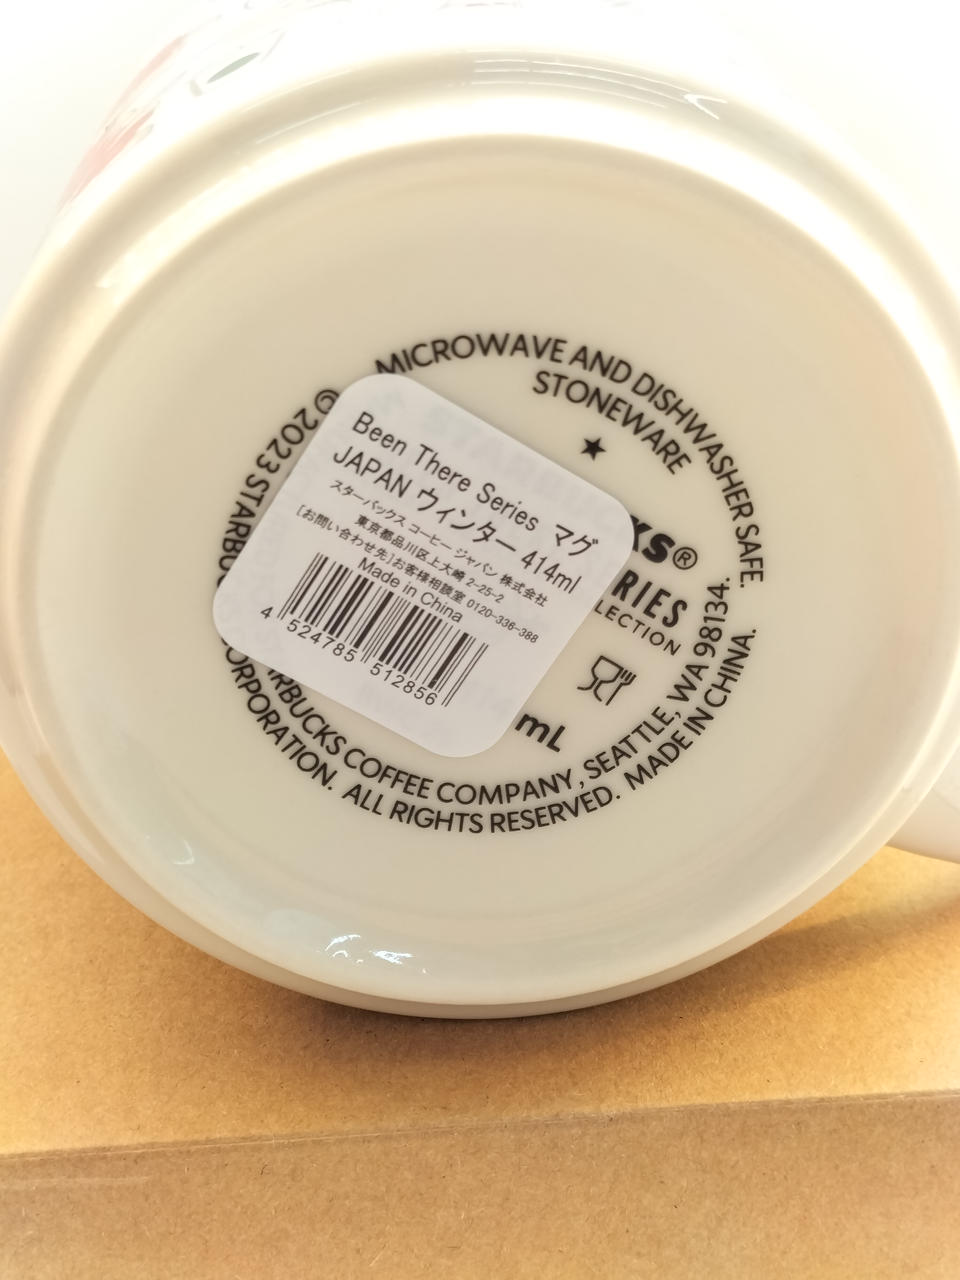 MICROWAVE AND DISHWASHER SAFE.
STONEWARE
★
KS®
RIES
LLECTION
mL
© 2023 STARBU
ORPORATION. ALL RIGHTS RESERVED. MADE IN CHINA.
RBUCKS COFFEE COMPANY, SEATTLE, WA 98134.
Been There Series マグ
JAPAN ウィンター 414ml
スターバックス コーヒー ジャパン 株式会社
東京都品川区上大崎 2-25-2
[お問い合わせ先]お客様相談室 0120-336-388
Made in China
4 524785 512856